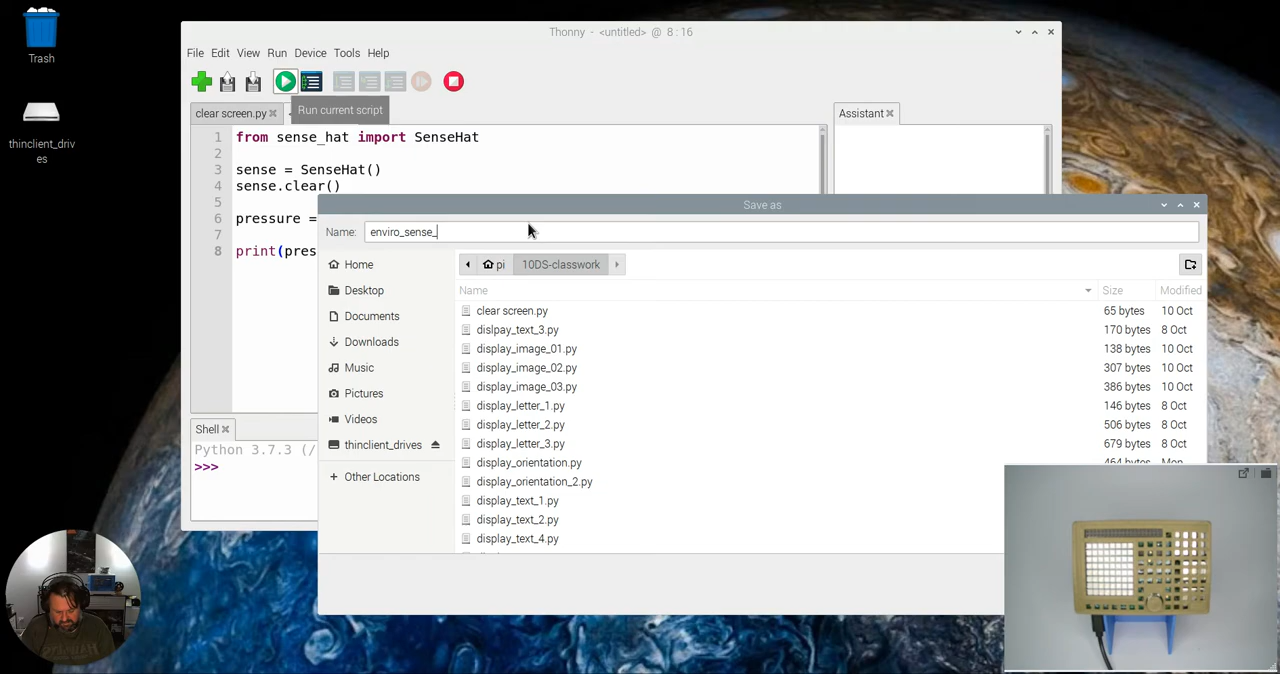 Trash
thinclient_driv
es
Thonny - <untitled> @ 8 : 16
File Edit View Run Device Tools Help
clear screen.py
Run current script
Assistant
1 from sense_hat import SenseHat
2
3 sense = SenseHat()
4 sense.clear()
5
6 pressure =
7
8 print(pres
Shell
Python 3.7.3 (/
>>>
Save as
Name: enviro_sense_
pi 10DS-classwork
Home
Desktop
Documents
Downloads
Music
Pictures
Videos
thinclient_drives
+ Other Locations
Name Size Modified
clear screen.py 65 bytes 10 Oct
dislpay_text_3.py 170 bytes 8 Oct
display_image_01.py 138 bytes 10 Oct
display_image_02.py 307 bytes 10 Oct
display_image_03.py 386 bytes 10 Oct
display_letter_1.py 146 bytes 8 Oct
display_letter_2.py 506 bytes 8 Oct
display_letter_3.py 679 bytes 8 Oct
display_orientation.py 464 bytes Mon
display_orientation_2.py
display_text_1.py
display_text_2.py
display_text_4.py